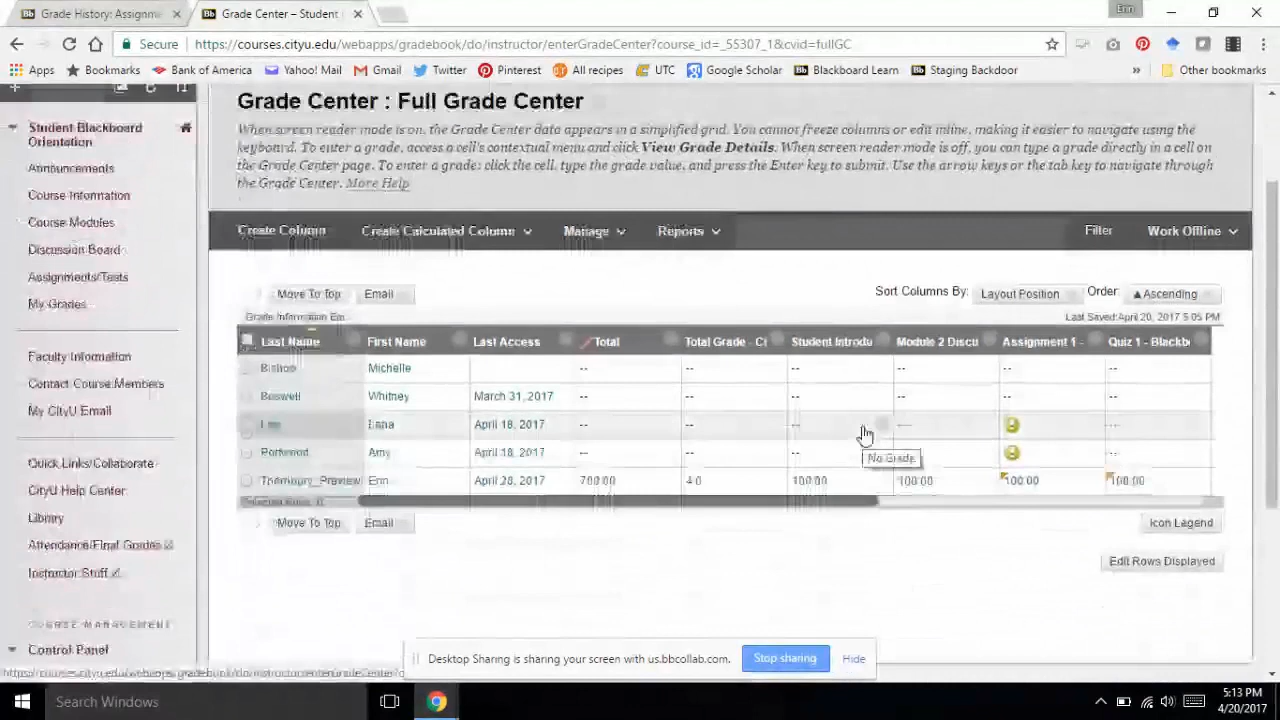 Grade History: Assignme
Grade Center – Student
Erin
Secure
https://courses.cityu.edu/webapps/gradebook/do/instructor/enterGradeCenter?course_id=_55307_1&cvid=fullGC
Apps Bookmarks Bank of America Yahoo! Mail Gmail Twitter Pinterest All recipes UTC Google Scholar Blackboard Learn Staging Backdoor » Other bookmarks
Student Blackboard Orientation
Announcements
Course Information
Course Modules
Discussion Board
Assignments/Tests
My Grades
Faculty Information
Contact Course Members
My CityU Email
Quick Links/Collaborate
CityU Help Center
Library
Attendance/Final Grades
Instructor Stuff
COURSE MANAGEMENT
Control Panel
Grade Center : Full Grade Center
When screen reader mode is on, the Grade Center data appears in a simplified grid. You cannot freeze columns or edit inline, making it easier to navigate using the
keyboard. To enter a grade, access a cell's contextual menu and click View Grade Details. When screen reader mode is off, you can type a grade directly in a cell on
the Grade Center page. To enter a grade: click the cell, type the grade value, and press the Enter key to submit. Use the arrow keys or the tab key to navigate through
the Grade Center. More Help
Create Column Create Calculated Column Manage Reports Filter Work Offline
Move To Top Email Sort Columns By: Layout Position Order: ▲Ascending
Grade Information Last Saved:April 20, 2017 5:05 PM
Last Name First Name Last Access Total Total Grade - Ci Student Introdu Module 2 Discu Assignment 1 - Quiz 1 - Blackb
Bishop Michelle -- -- -- -- -- --
Boswell Whitney March 31, 2017 -- -- -- -- -- --
April 18, 2017 -- -- -- -- --
Amy April 18, 2017 -- -- -- -- --
Erin 700.00 4.0 100.00 100.00 100.00 100.00
No Grade
Move To Top Email Icon Legend
Edit Rows Displayed
Desktop Sharing is sharing your screen with us.bbcollab.com. Stop sharing Hide
Search Windows
5:13 PM
4/20/2017